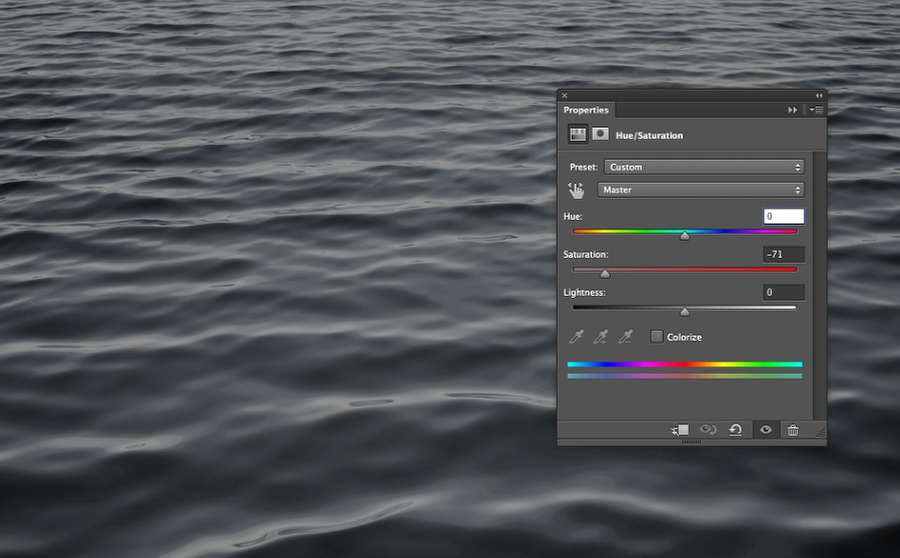 Properties
Hue/Saturation
Preset: Custom
Master
Hue: 0
Saturation: -71
Lightness: 0
Colorize